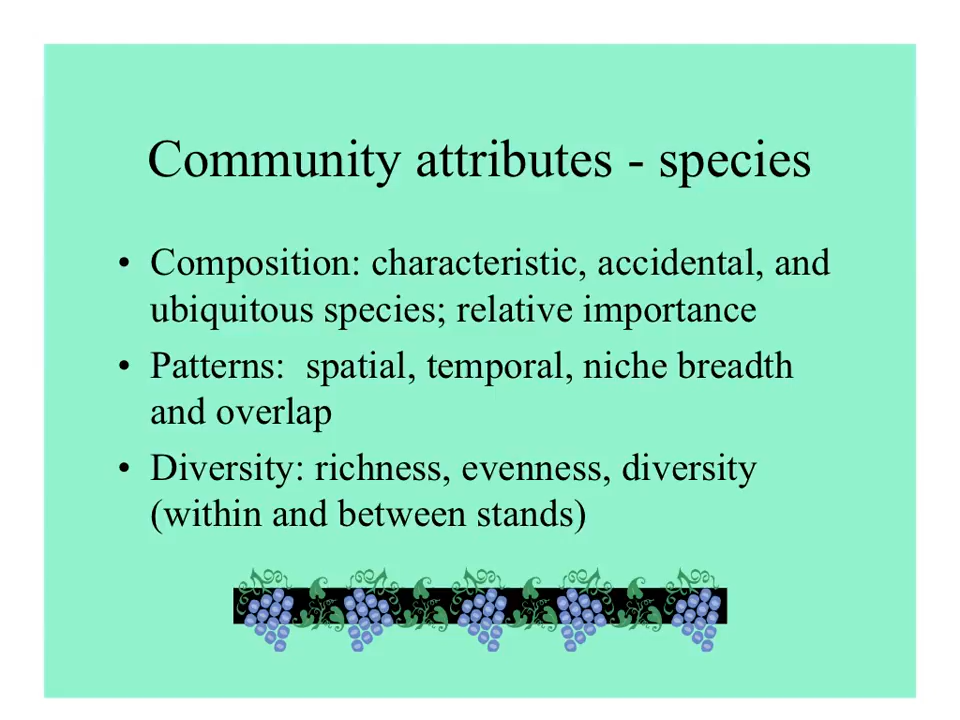 Community attributes - species
• Composition: characteristic, accidental, and
ubiquitous species; relative importance
• Patterns:  spatial, temporal, niche breadth
and overlap
• Diversity: richness, evenness, diversity
(within and between stands)